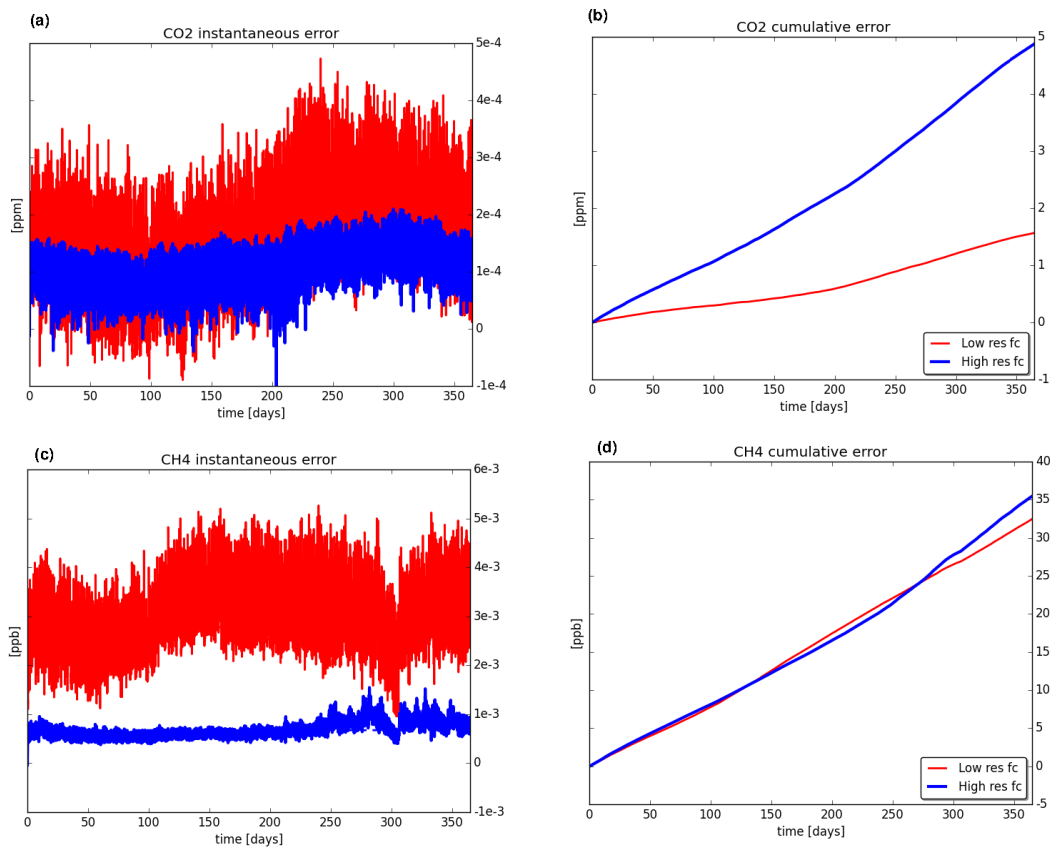 (a)
CO2 instantaneous error
5e-4
4e-4
3e-4
2e-4
1e-4
0
-1e-4
[ppm]
0 50 100 150 200 250 300 350
time [days]
(b)
CO2 cumulative error
5
4
3
2
1
0
-1
[ppm]
Low res fc
High res fc
0 50 100 150 200 250 300 350
time [days]
(c)
CH4 instantaneous error
6e-3
5e-3
4e-3
3e-3
2e-3
1e-3
0
-1e-3
[ppb]
0 50 100 150 200 250 300 350
time [days]
(d)
CH4 cumulative error
40
35
30
25
20
15
10
5
0
-5
[ppb]
Low res fc
High res fc
0 50 100 150 200 250 300 350
time [days]